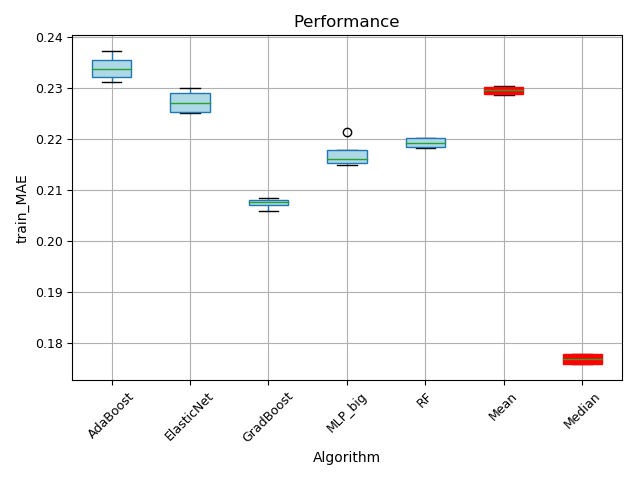 Performance
train_MAE
0.24
0.23
0.22
0.21
0.20
0.19
0.18
AdaBoost
ElasticNet
GradBoost
MLP_big
RF
Mean
Median
Algorithm